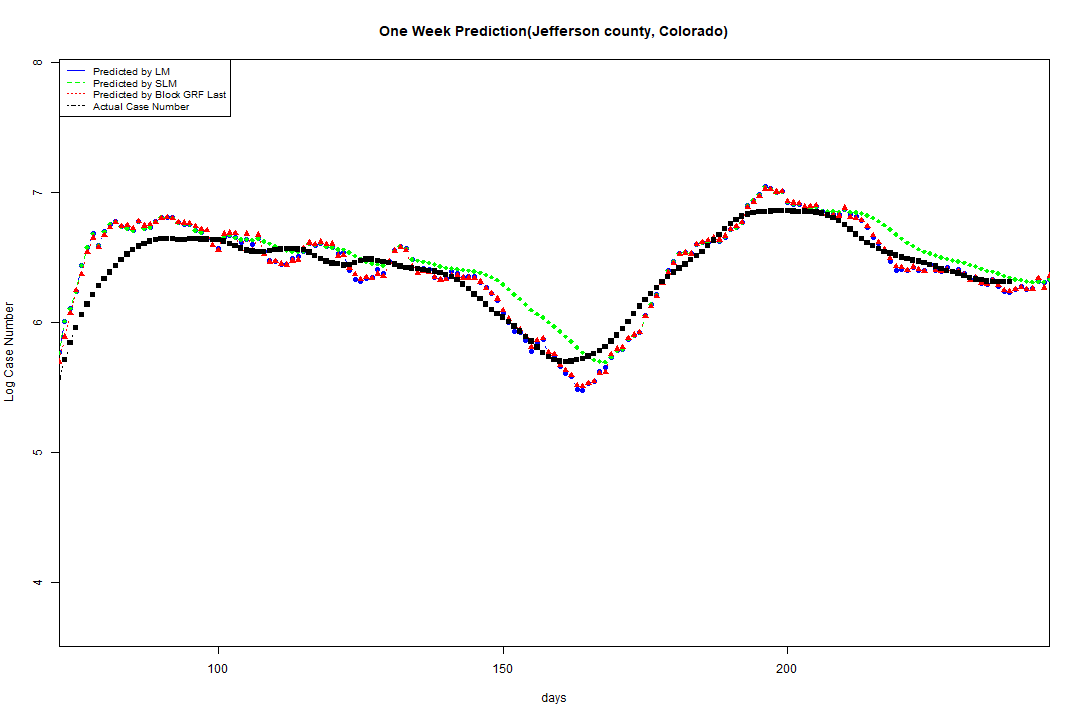 One Week Prediction(Jefferson county, Colorado)
Predicted by LM
Predicted by SLM
Predicted by Block GRF Last
Actual Case Number
8
7
6
5
4
Log Case Number
100 150 200
days